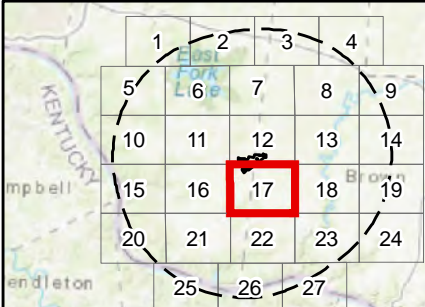 1 2 3 4
East
Fork
Lake
5 6 7 8 9
KENTUCKY
10 11 12 13 14
mpbell
15 16 17 18 Brown 19
20 21 22 23 24
endleton
25 26 27